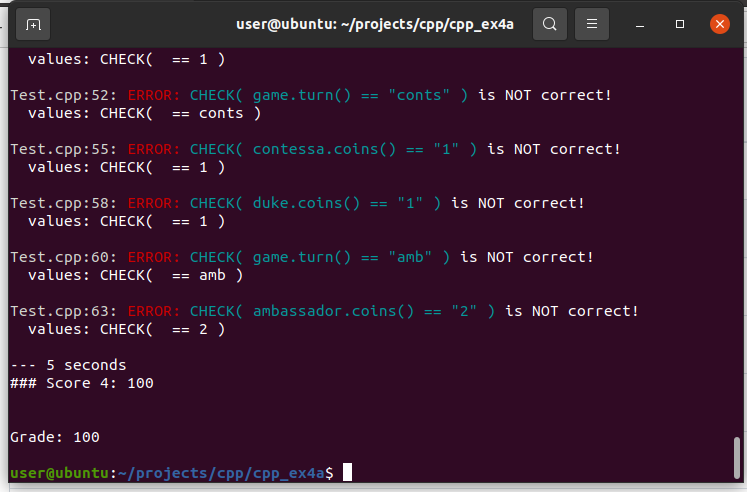 user@ubuntu: ~/projects/cpp/cpp_ex4a
  values: CHECK(  == 1 )
Test.cpp:52: ERROR: CHECK( game.turn() == "conts" ) is NOT correct!
  values: CHECK(  == conts )
Test.cpp:55: ERROR: CHECK( contessa.coins() == "1" ) is NOT correct!
  values: CHECK(  == 1 )
Test.cpp:58: ERROR: CHECK( duke.coins() == "1" ) is NOT correct!
  values: CHECK(  == 1 )
Test.cpp:60: ERROR: CHECK( game.turn() == "amb" ) is NOT correct!
  values: CHECK(  == amb )
Test.cpp:63: ERROR: CHECK( ambassador.coins() == "2" ) is NOT correct!
  values: CHECK(  == 2 )
--- 5 seconds
### Score 4: 100
Grade: 100
user@ubuntu:~/projects/cpp/cpp_ex4a$